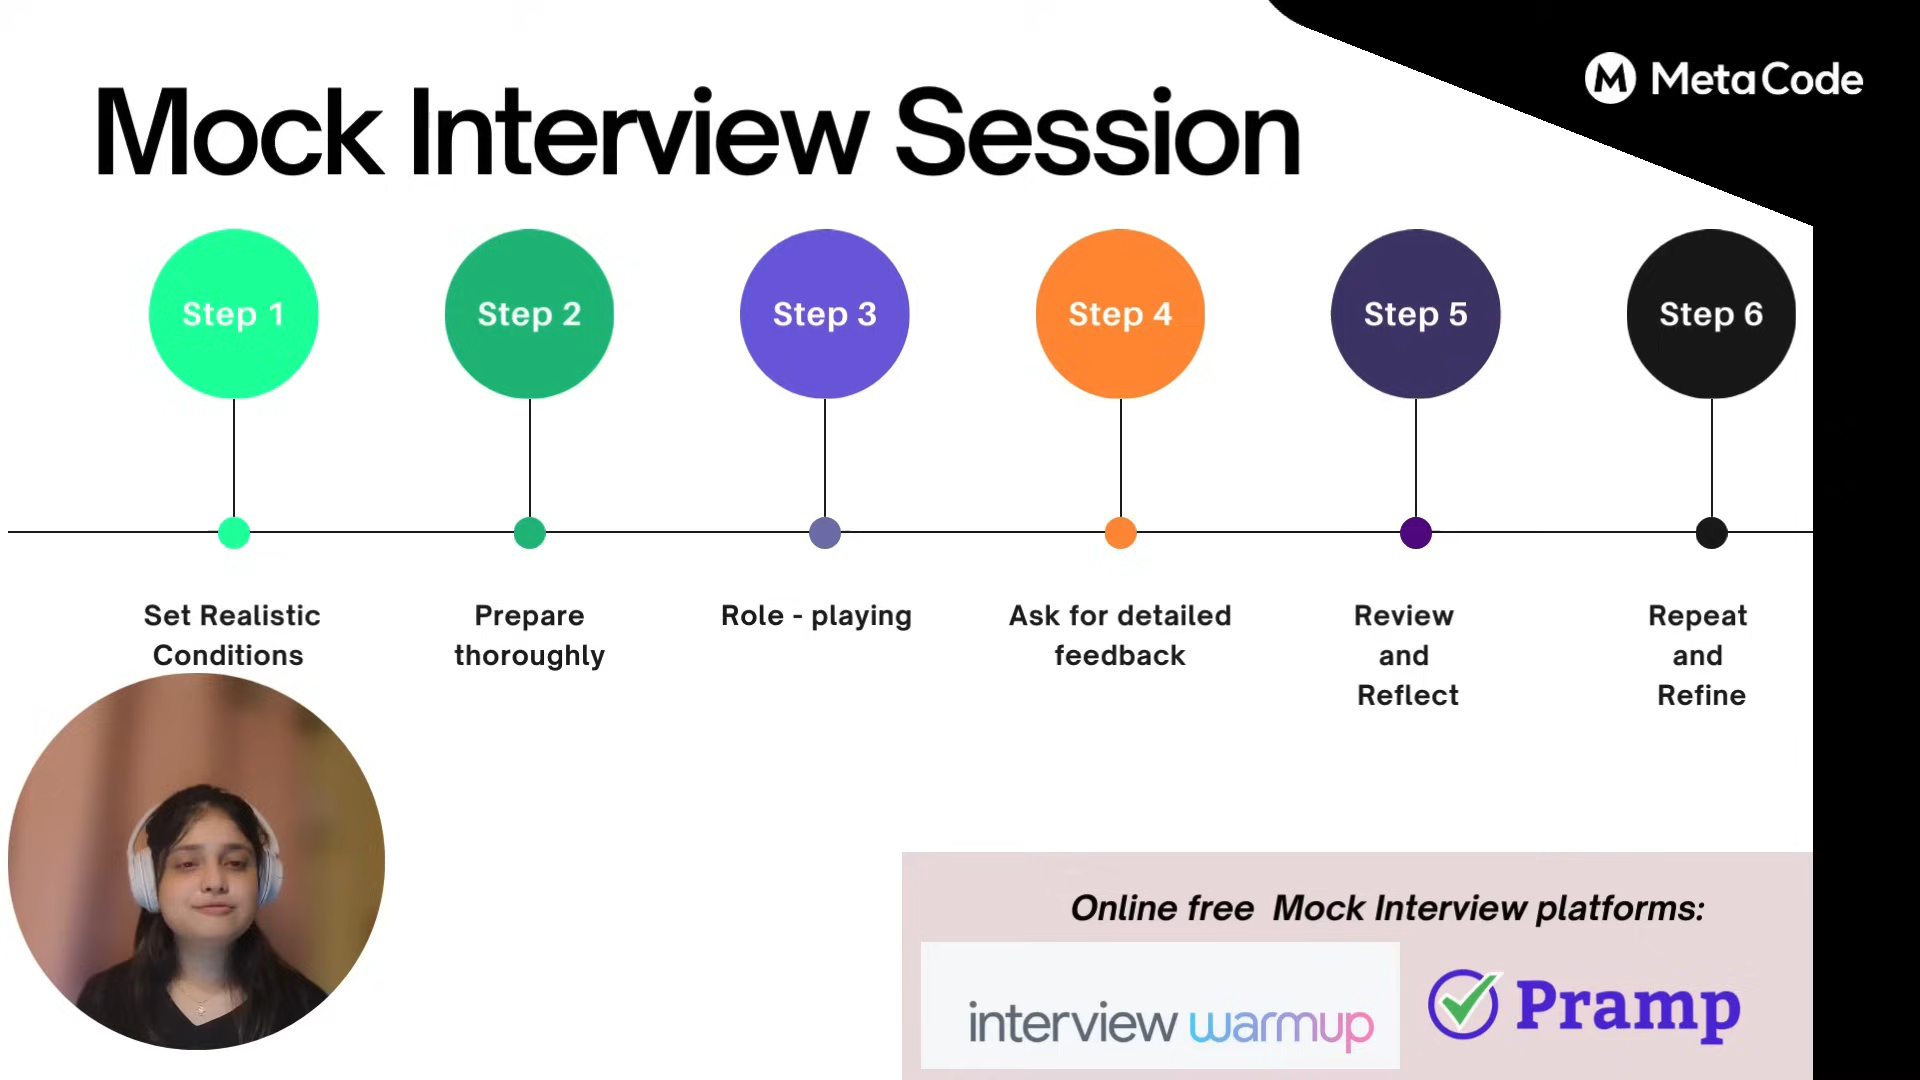 Mock Interview Session
MetaCode
Step 1
Step 2
Step 3
Step 4
Step 5
Step 6
Set Realistic
Conditions
Prepare
thoroughly
Role - playing
Ask for detailed
feedback
Review
and
Reflect
Repeat
and
Refine
Online free Mock Interview platforms:
interview warmup
Pramp